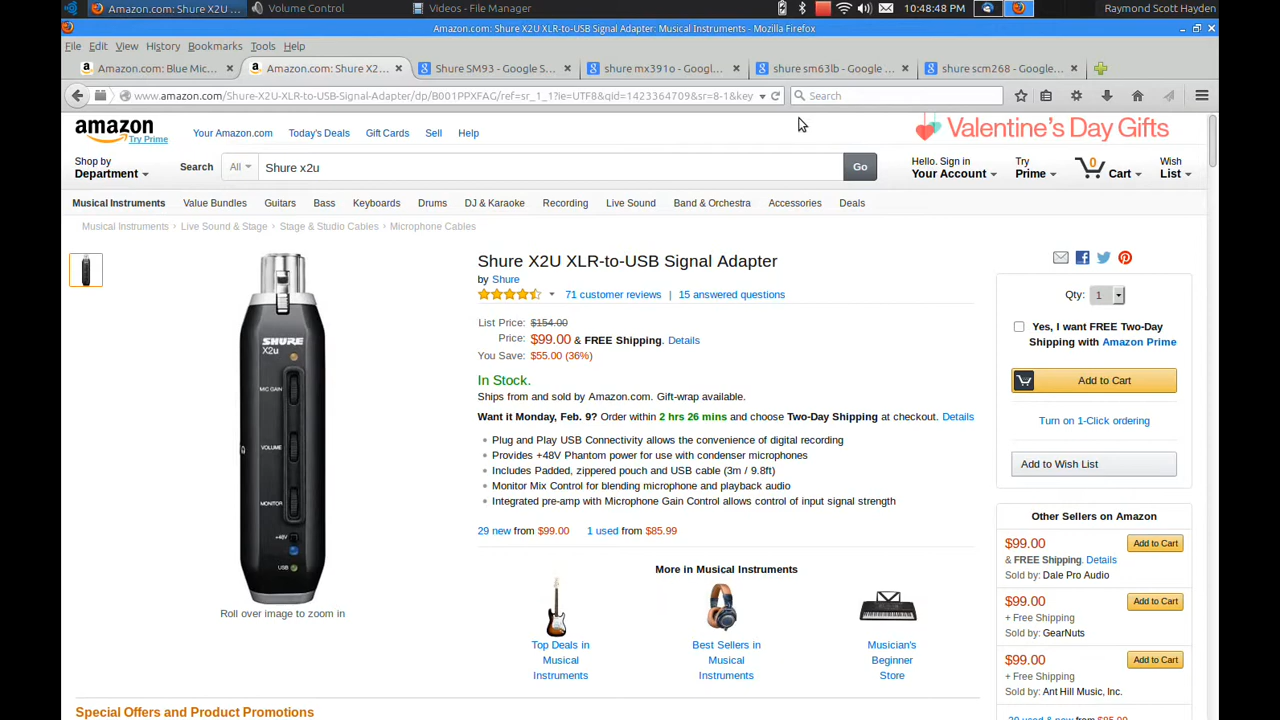 Amazon.com: Shure X2U ...
Volume Control
Videos - File Manager
10:48:48 PM
Raymond Scott Hayden
Amazon.com: Shure X2U XLR-to-USB Signal Adapter: Musical Instruments - Mozilla Firefox
File Edit View History Bookmarks Tools Help
Amazon.com: Blue Mic...
Amazon.com: Shure X2...
Shure SM93 - Google S...
shure mx391o - Googl...
shure sm63lb - Google ...
shure scm268 - Google...
www.amazon.com/Shure-X2U-XLR-to-USB-Signal-Adapter/dp/B001PPXFAG/ref=sr_1_1?ie=UTF8&qid=1423364709&sr=8-1&key
Search
amazon
Try Prime
Your Amazon.com Today's Deals Gift Cards Sell Help
Valentine's Day Gifts
Shop by
Department
Search All Shure x2u Go
Hello. Sign in
Your Account
Try
Prime
0
Cart
Wish
List
Musical Instruments Value Bundles Guitars Bass Keyboards Drums DJ & Karaoke Recording Live Sound Band & Orchestra Accessories Deals
Musical Instruments › Live Sound & Stage › Stage & Studio Cables › Microphone Cables
SHURE
X2u
MIC GAIN
VOLUME
MONITOR
+48V
USB
Roll over image to zoom in
Shure X2U XLR-to-USB Signal Adapter
by Shure
71 customer reviews | 15 answered questions
List Price: $154.00
Price: $99.00 & FREE Shipping. Details
You Save: $55.00 (36%)
In Stock.
Ships from and sold by Amazon.com. Gift-wrap available.
Want it Monday, Feb. 9? Order within 2 hrs 26 mins and choose Two-Day Shipping at checkout. Details
Plug and Play USB Connectivity allows the convenience of digital recording
Provides +48V Phantom power for use with condenser microphones
Includes Padded, zippered pouch and USB cable (3m / 9.8ft)
Monitor Mix Control for blending microphone and playback audio
Integrated pre-amp with Microphone Gain Control allows control of input signal strength
29 new from $99.00 1 used from $85.99
More in Musical Instruments
Top Deals in
Musical
Instruments
Best Sellers in
Musical
Instruments
Musician's
Beginner
Store
Special Offers and Product Promotions
Qty: 1
Yes, I want FREE Two-Day
Shipping with Amazon Prime
Add to Cart
Turn on 1-Click ordering
Add to Wish List
Other Sellers on Amazon
$99.00 Add to Cart
& FREE Shipping. Details
Sold by: Dale Pro Audio
$99.00 Add to Cart
+ Free Shipping
Sold by: GearNuts
$99.00 Add to Cart
+ Free Shipping
Sold by: Ant Hill Music, Inc.